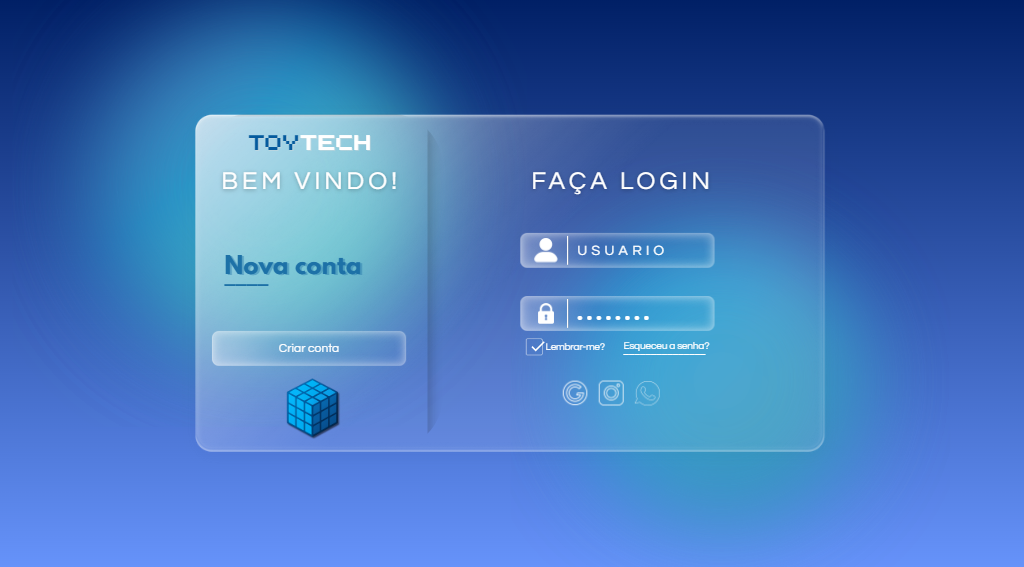 TOYTECH
BEM VINDO!
Nova conta
Criar conta
FAÇA LOGIN
USUARIO
Lembrar-me? Esqueceu a senha?